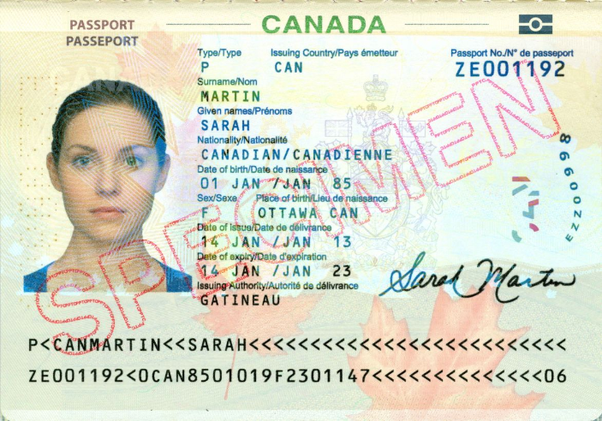 PASSPORT
PASSEPORT
CANADA
Type/Type Issuing Country/Pays émetteur Passport No./N° de passeport
P CAN ZE001192
Surname/Nom
MARTIN
Given names/Prénoms
SARAH
Nationality/Nationalité
CANADIAN/CANADIENNE
Date of birth/Date de naissance
01 JAN /JAN 85
Sex/Sexe Place of birth/Lieu de naissance
F OTTAWA CAN
Date of issue/Date de délivrance
14 JAN /JAN 13
Date of expiry/Date d'expiration
14 JAN /JAN 23
Issuing Authority/Autorité de délivrance
GATINEAU
Sarah Martin
SPECIMEN
P<CANMARTIN<<SARAH<<<<<<<<<<<<<<<<<<<<<<<<<<
ZE001192<0CAN8501019F2301147<<<<<<<<<<<<<<06